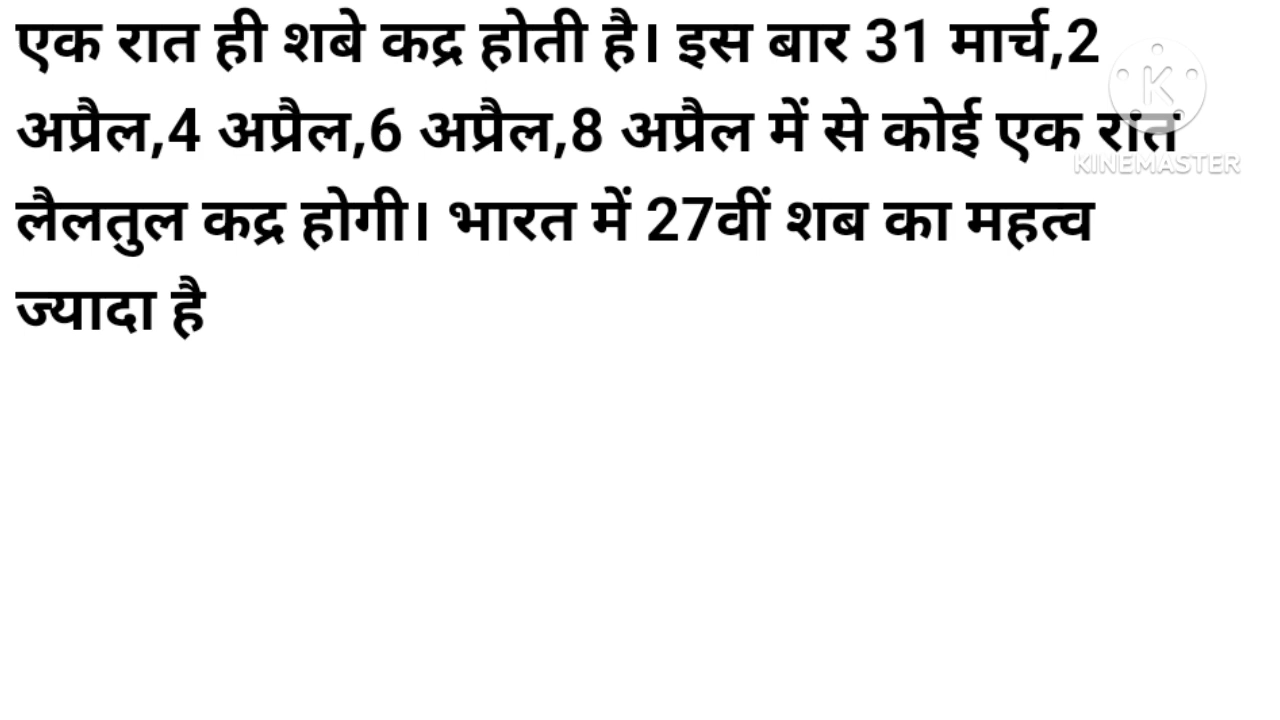 एक रात ही शबे कद्र होती है। इस बार 31 मार्च,2
अप्रैल,4 अप्रैल,6 अप्रैल,8 अप्रैल में से कोई एक रात
K
KINEMASTER
लैलतुल कद्र होगी। भारत में 27वीं शब का महत्व
ज्यादा है